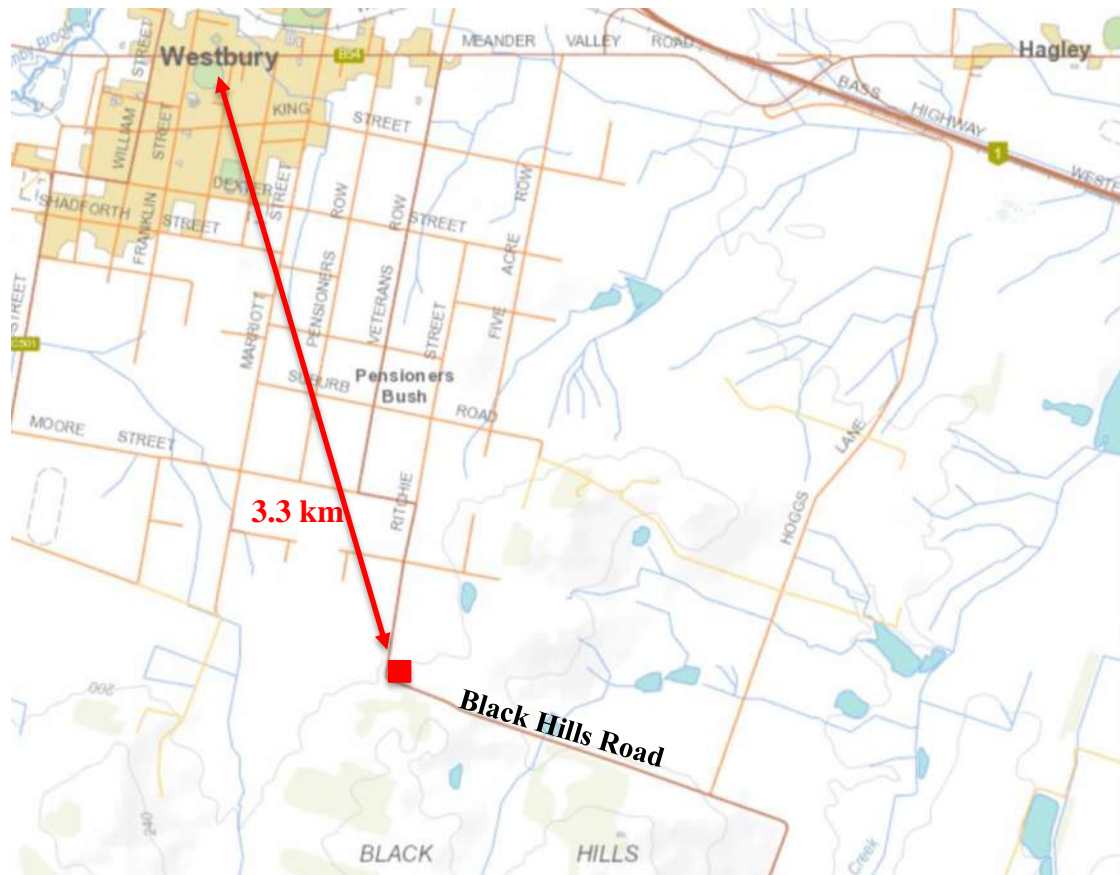 Westbury
B54
MEANDER VALLEY ROAD
Hagley
BASS HIGHWAY
1
KING STREET
WILLIAM STREET
STREET
DEXTER STREET
SHADFORTH STREET
FRANKLIN
MARRIOTT STREET
PENSIONERS ROW
VETERANS ROW
FIVE ACRE ROW
STREET
C501
Pensioners
Bush
SUBURB ROAD
MOORE STREET
RITCHIE STREET
HOGGS LANE
3.3 km
Black Hills Road
200
240
BLACK HILLS
Creek